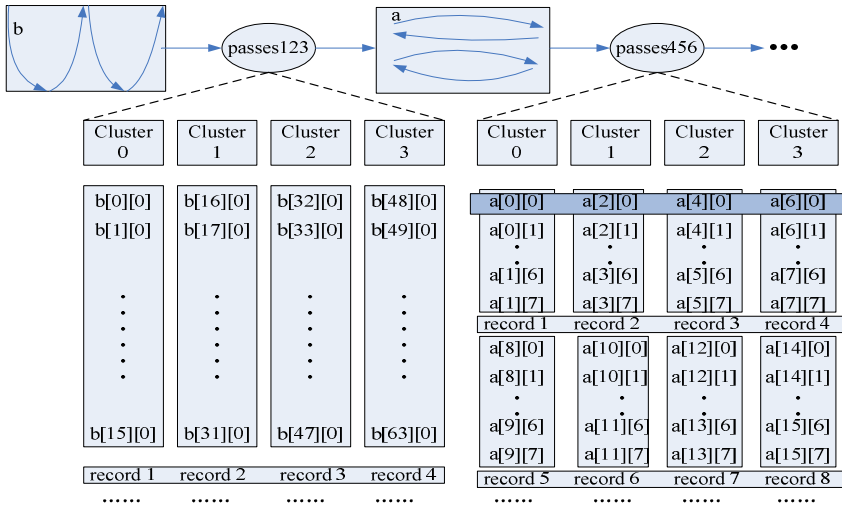 b
passes123
a
passes456
•••
Cluster 0
Cluster 1
Cluster 2
Cluster 3
Cluster 0
Cluster 1
Cluster 2
Cluster 3
b[0][0] b[16][0] b[32][0] b[48][0]
b[1][0] b[17][0] b[33][0] b[49][0]
b[15][0] b[31][0] b[47][0] b[63][0]
record 1 record 2 record 3 record 4
...... ...... ...... ......
a[0][0] a[2][0] a[4][0] a[6][0]
a[0][1] a[2][1] a[4][1] a[6][1]
a[1][6] a[3][6] a[5][6] a[7][6]
a[1][7] a[3][7] a[5][7] a[7][7]
record 1 record 2 record 3 record 4
a[8][0] a[10][0] a[12][0] a[14][0]
a[8][1] a[10][1] a[12][1] a[14][1]
a[9][6] a[11][6] a[13][6] a[15][6]
a[9][7] a[11][7] a[13][7] a[15][7]
record 5 record 6 record 7 record 8
...... ...... ...... ......